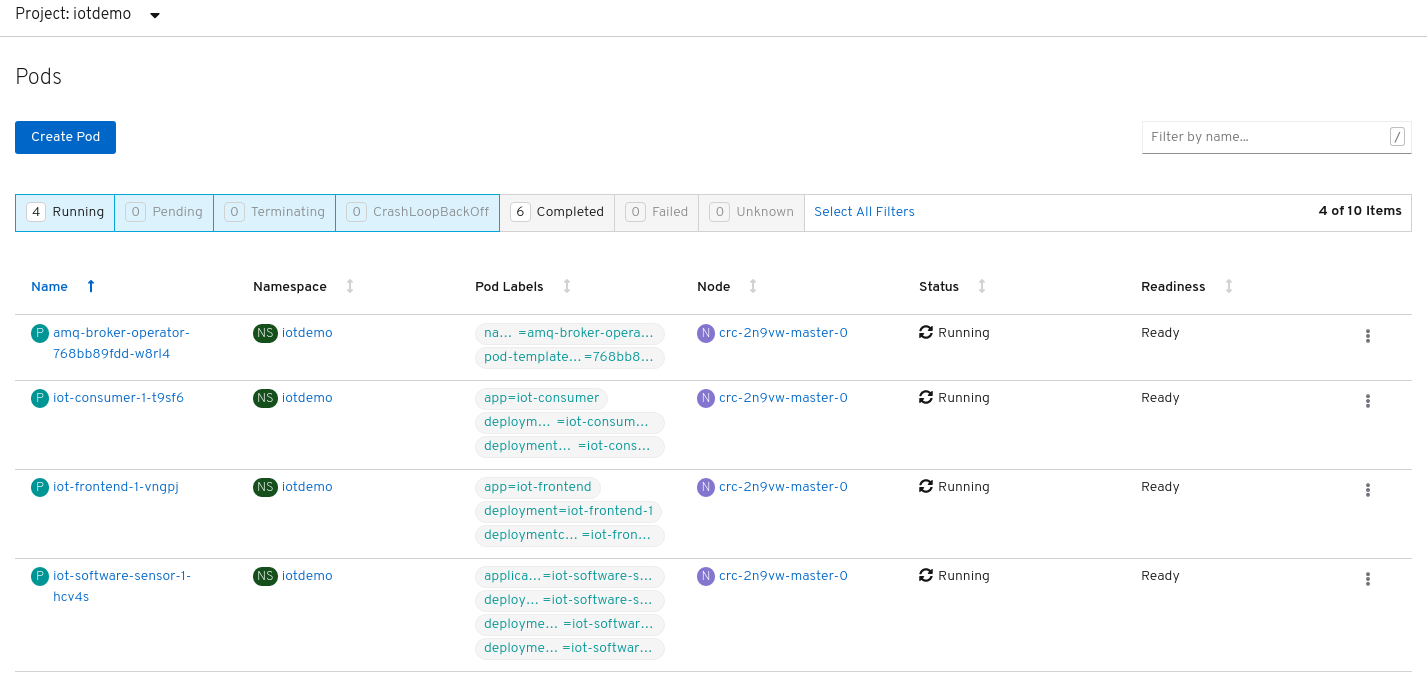 Project: iotdemo
Pods
Create Pod
Filter by name...
/
4 Running 0 Pending 0 Terminating 0 CrashLoopBackOff 6 Completed 0 Failed 0 Unknown Select All Filters 4 of 10 Items
Name Namespace Pod Labels Node Status Readiness
P amq-broker-operator-768bb89fdd-w8rl4 NS iotdemo na... =amq-broker-opera... N crc-2n9vw-master-0 Running Ready
pod-template... =768bb8...
P iot-consumer-1-t9sf6 NS iotdemo app=iot-consumer N crc-2n9vw-master-0 Running Ready
deploym... =iot-consum...
deployment... =iot-cons...
P iot-frontend-1-vngpj NS iotdemo app=iot-frontend N crc-2n9vw-master-0 Running Ready
deployment=iot-frontend-1
deploymentc... =iot-fron...
P iot-software-sensor-1-hcv4s NS iotdemo applica... =iot-software-s... N crc-2n9vw-master-0 Running Ready
deploy... =iot-software-s...
deployme... =iot-softwar...
deployme... =iot-softwar...